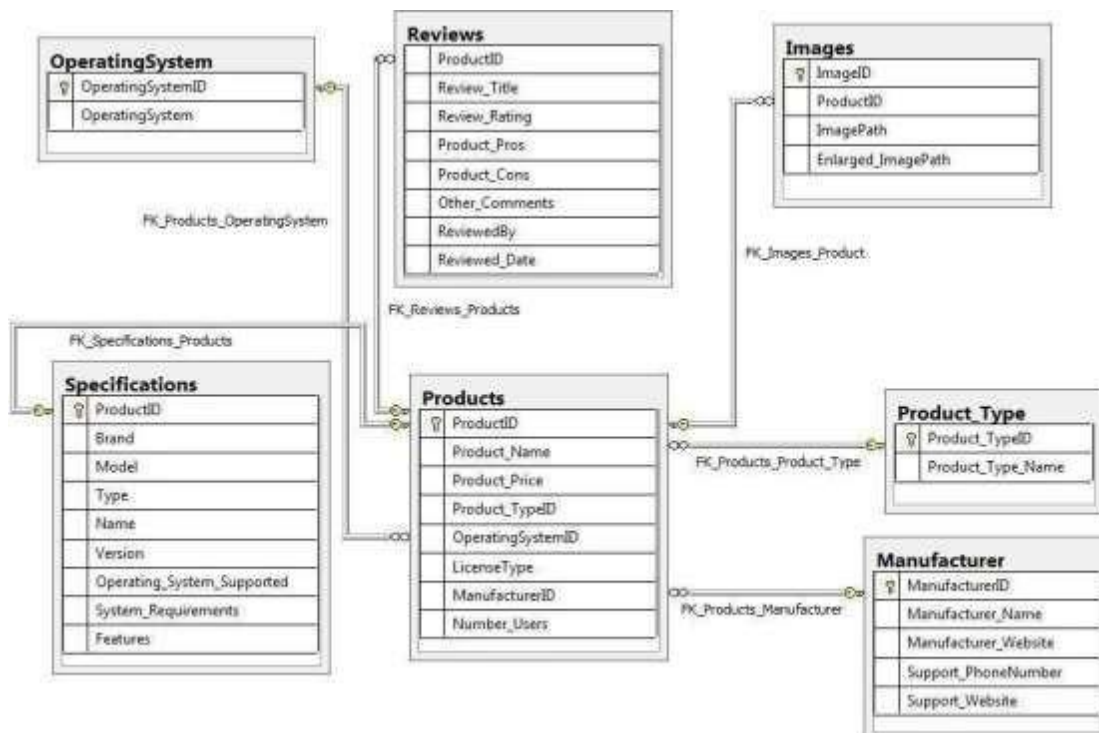 OperatingSystem
OperatingSystemID
OperatingSystem
Reviews
ProductID
Review_Title
Review_Rating
Product_Pros
Product_Cons
Other_Comments
ReviewedBy
Reviewed_Date
Images
ImageID
ProductID
ImagePath
Enlarged_ImagePath
FK_Products_OperatingSystem
FK_Images_Product
FK_Reviews_Products
FK_Specifications_Products
Specifications
ProductID
Brand
Model
Type
Name
Version
Operating_System_Supported
System_Requirements
Features
Products
ProductID
Product_Name
Product_Price
Product_TypeID
OperatingSystemID
LicenseType
ManufacturerID
Number_Users
FK_Products_Product_Type
Product_Type
Product_TypeID
Product_Type_Name
FK_Products_Manufacturer
Manufacturer
ManufacturerID
Manufacturer_Name
Manufacturer_Website
Support_PhoneNumber
Support_Website